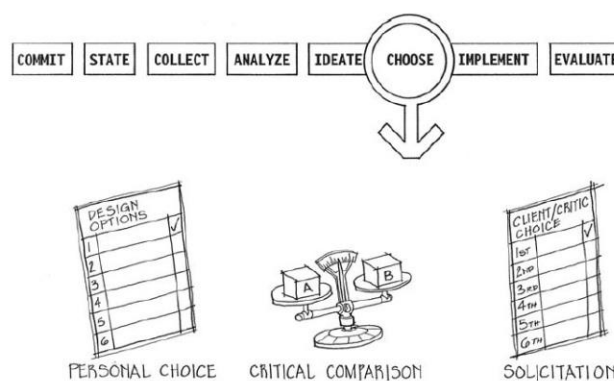 COMMIT STATE COLLECT ANALYZE IDEATE CHOOSE IMPLEMENT EVALUATE
DESIGN
OPTIONS
1
2
3
4
5
6
PERSONAL CHOICE
A
B
CRITICAL COMPARISON
CLIENT/CRITIC
CHOICE
1ST
2ND
3RD
4TH
5TH
6TH
SOLICITATION